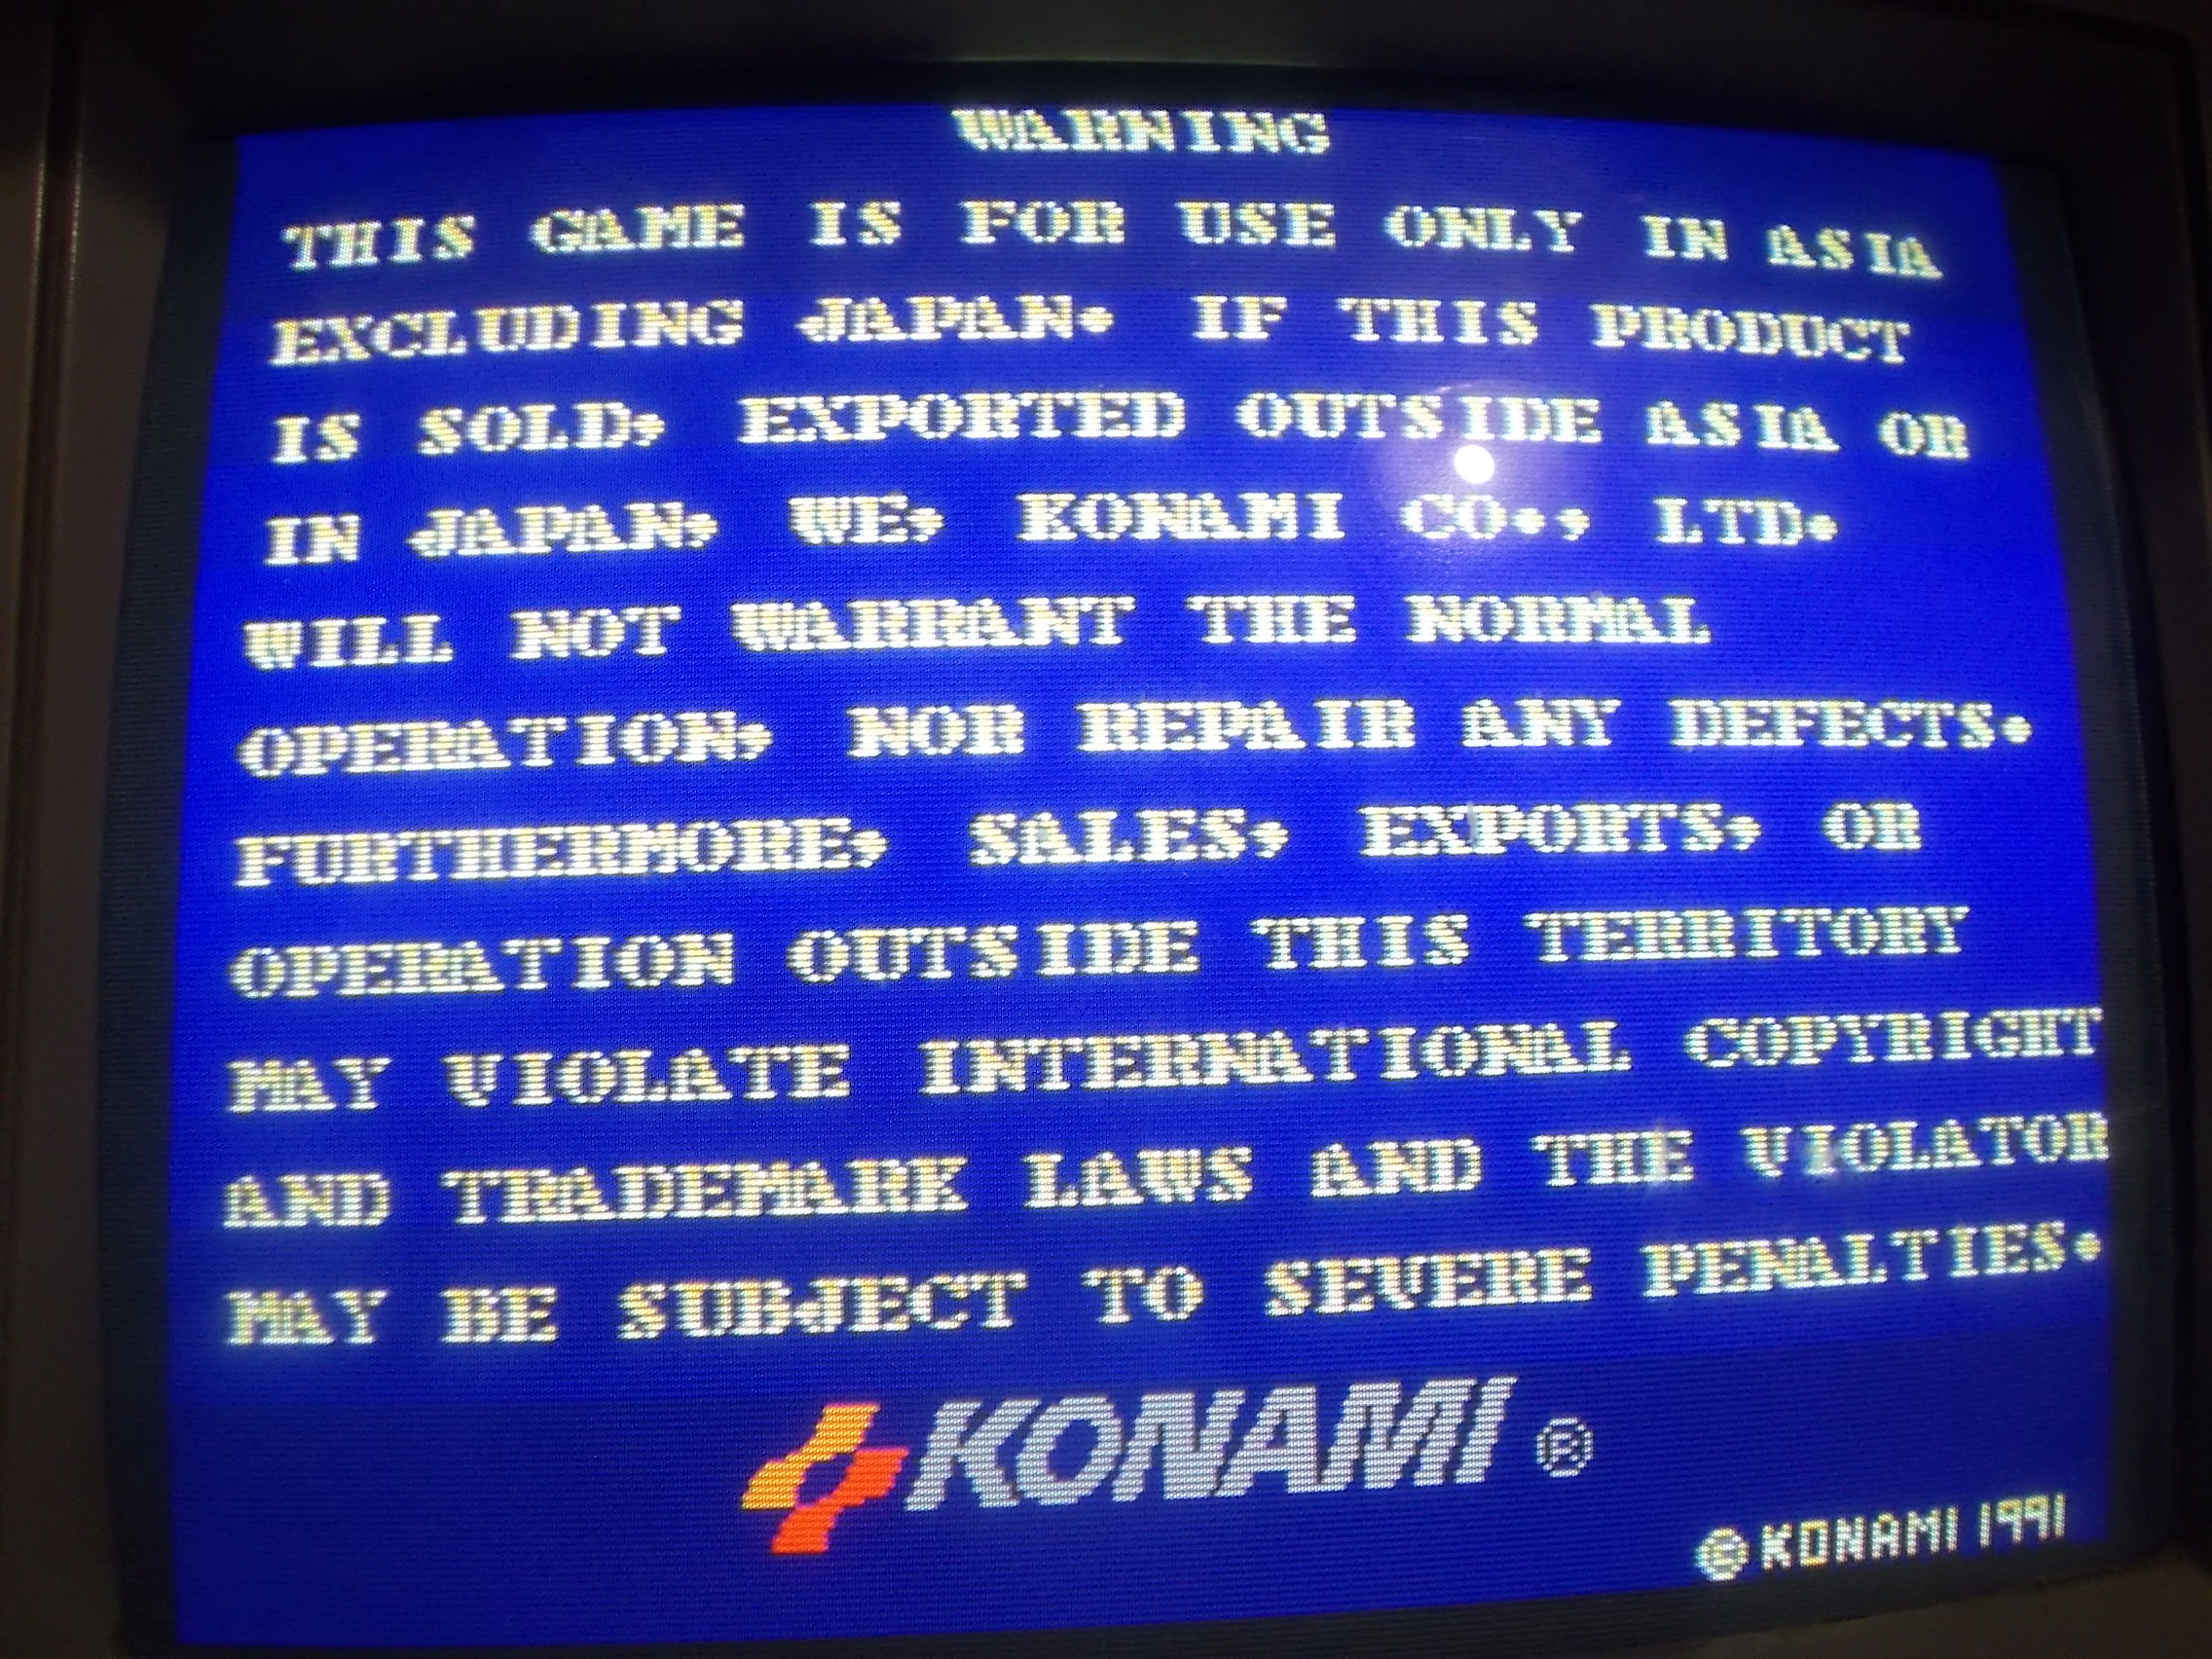 WARNING
THIS GAME IS FOR USE ONLY IN ASIA
EXCLUDING JAPAN. IF THIS PRODUCT
IS SOLD, EXPORTED OUTSIDE ASIA OR
IN JAPAN, WE, KONAMI CO., LTD.
WILL NOT WARRANT THE NORMAL
OPERATION, NOR REPAIR ANY DEFECTS.
FURTHERMORE, SALES, EXPORTS, OR
OPERATION OUTSIDE THIS TERRITORY
MAY VIOLATE INTERNATIONAL COPYRIGHT
AND TRADEMARK LAWS AND THE VIOLATOR
MAY BE SUBJECT TO SEVERE PENALTIES.
KONAMI ®
© KONAMI 1991